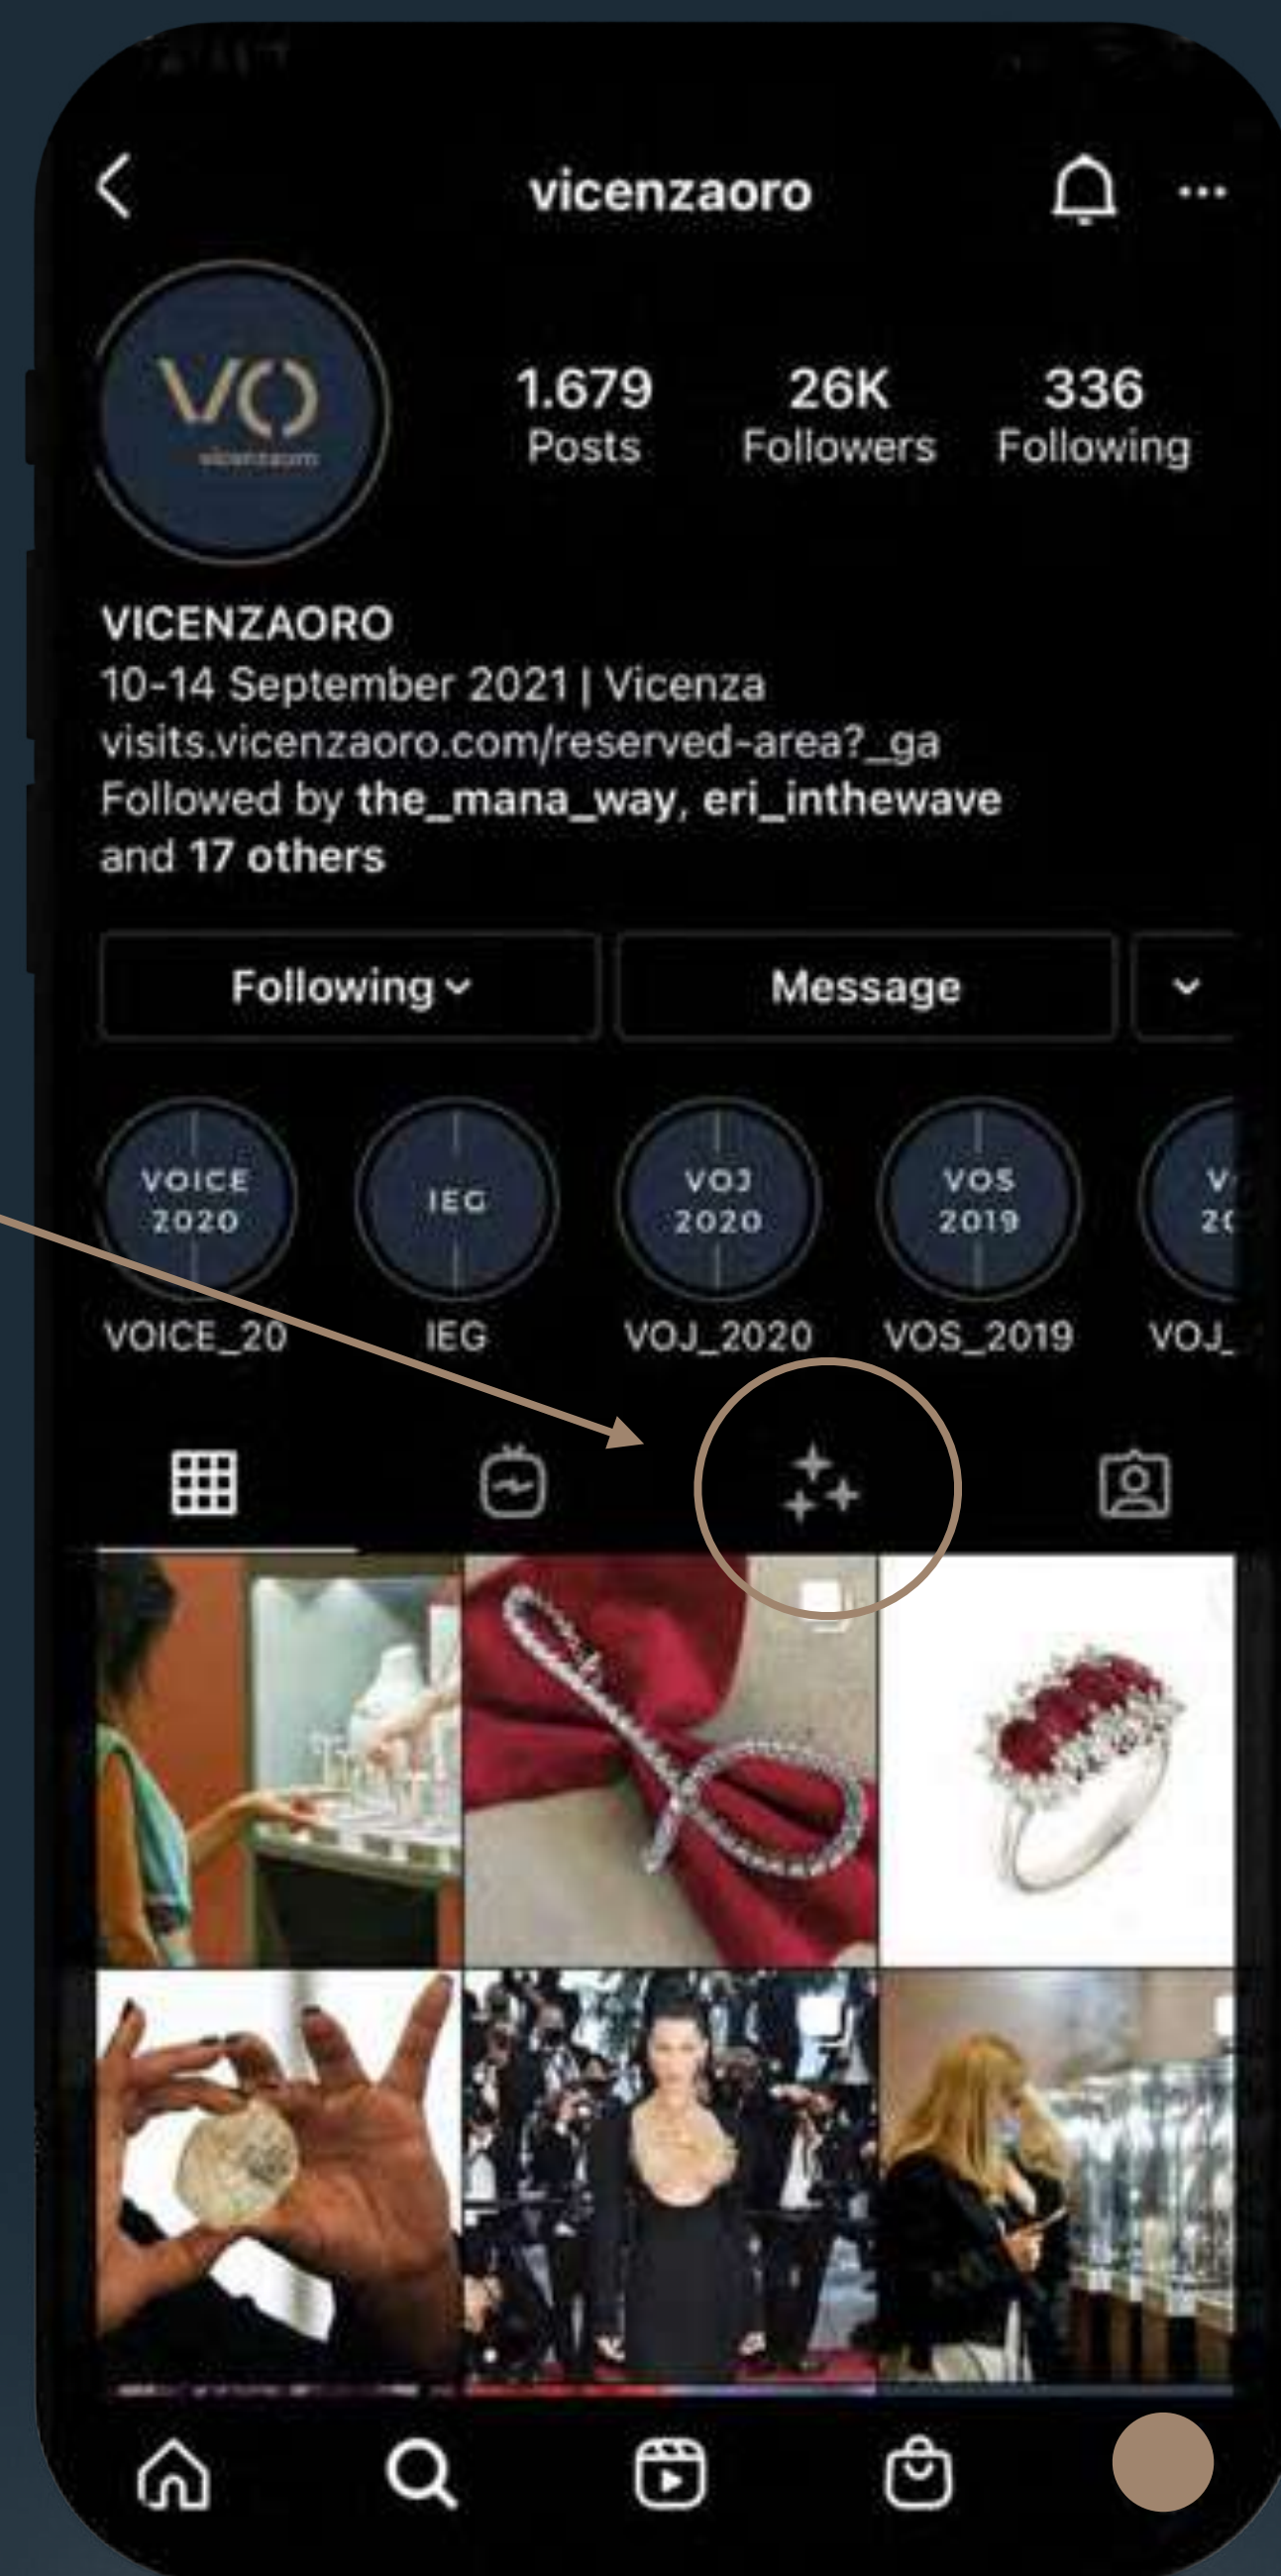 vicenzaoro
VO
vicenzaoro
1.679 26K 336
Posts Followers Following
VICENZAORO
10-14 September 2021 | Vicenza
visits.vicenzaoro.com/reserved-area?_ga
Followed by the_mana_way, eri_inthewave
and 17 others
Following Message
VOICE
2020
IEG
VOJ
2020
VOS
2019
VOICE_20 IEG VOJ_2020 VOS_2019 VOJ_